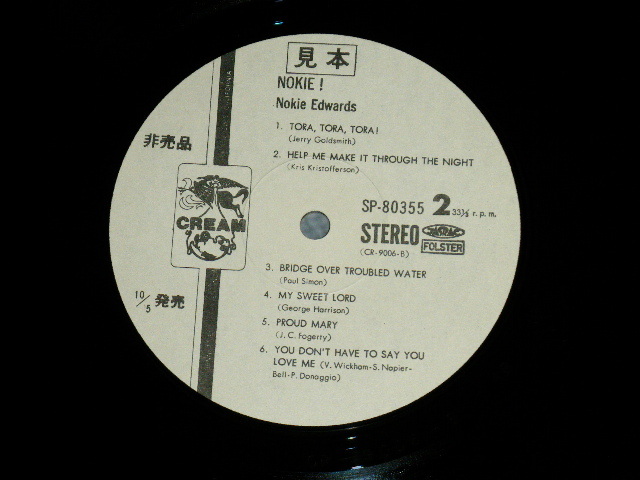 見本
NOKIE !
Nokie Edwards
1. TORA, TORA, TORA!
(Jerry Goldsmith)
2. HELP ME MAKE IT THROUGH THE NIGHT
(Kris Kristofferson)
非売品
CREAM
SP-80355 2 33⅓ r. p. m.
STEREO
(CR-9006-B)
JASRAC
FOLSTER
3. BRIDGE OVER TROUBLED WATER
(Paul Simon)
4. MY SWEET LORD
(George Harrison)
10/5 発売
5. PROUD MARY
(J. C. Fogerty)
6. YOU DON'T HAVE TO SAY YOU
LOVE ME (V. Wickham-S. Napier-
Bell-P. Donaggio)